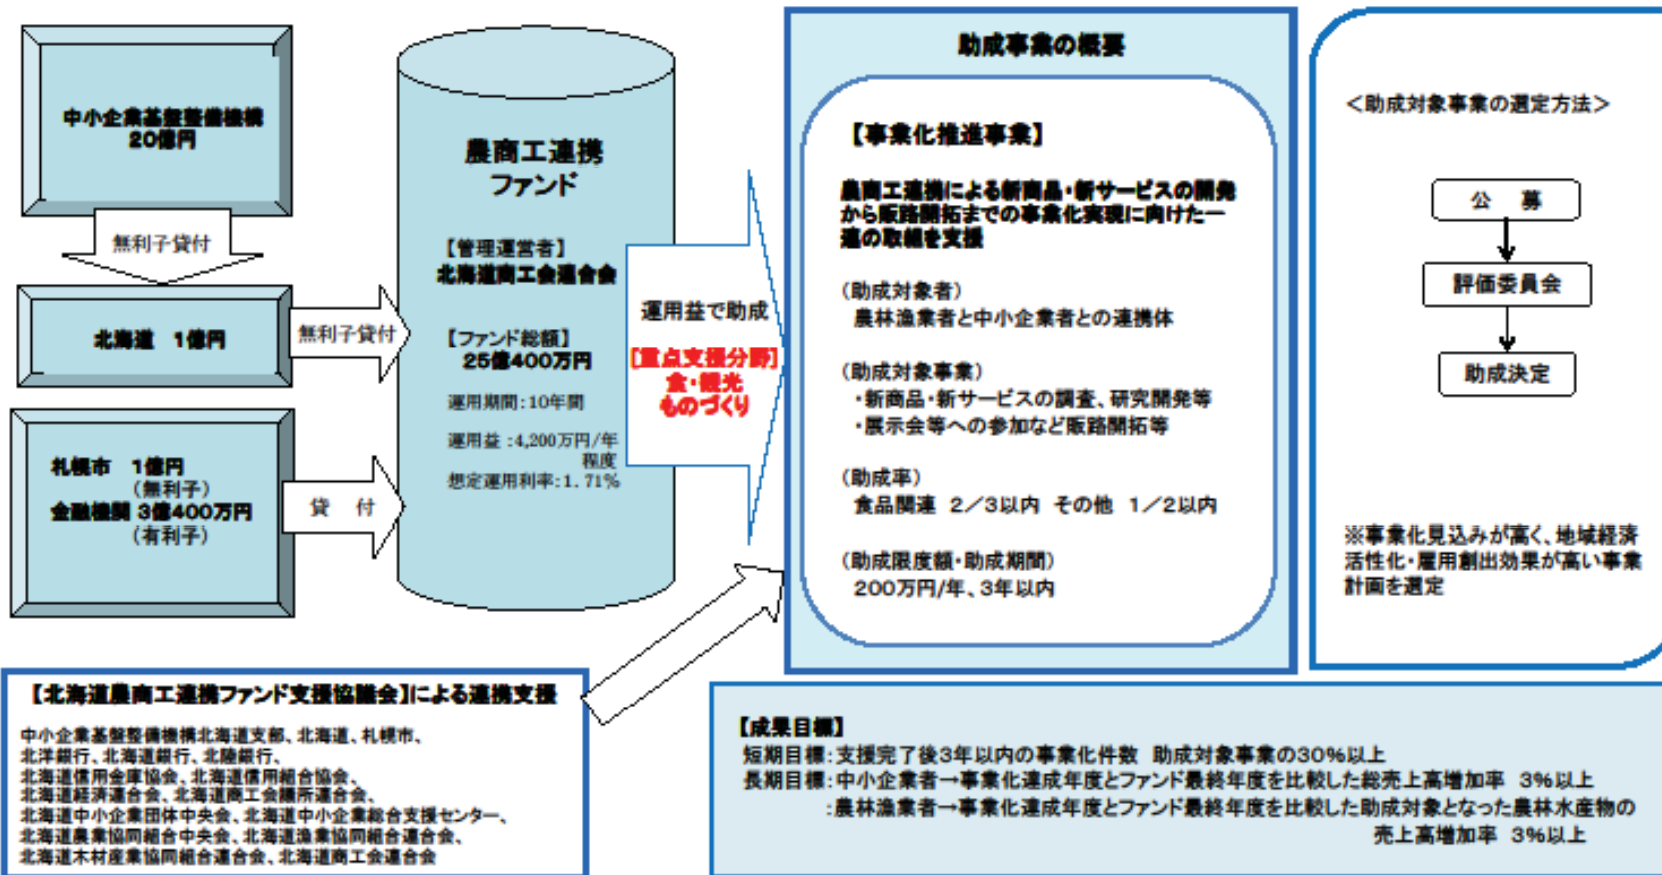 中小企業基盤整備機構
20億円
無利子貸付
北海道　1億円
無利子貸付
札幌市　1億円
(無利子)
金融機関 3億400万円
(有利子)
貸　付
農商工連携
ファンド
【管理運営者】
北海道商工会連合会
【ファンド総額】
25億400万円
運用期間：10年間
運用益：4,200万円/年
程度
想定運用利率：1.71%
運用益で助成
【重点支援分野】
食・観光
ものづくり
助成事業の概要
【事業化推進事業】
農商工連携による新商品・新サービスの開発
から販路開拓までの事業化実現に向けた一
連の取組を支援
(助成対象者)
農林漁業者と中小企業者との連携体
(助成対象事業)
・新商品・新サービスの調査、研究開発等
・展示会等への参加など販路開拓等
(助成率)
食品関連　2／3以内　その他　1／2以内
(助成限度額・助成期間)
200万円/年、3年以内
＜助成対象事業の選定方法＞
公　募
評価委員会
助成決定
※事業化見込みが高く、地域経済
活性化・雇用創出効果が高い事業
計画を選定
【北海道農商工連携ファンド支援協議会】による連携支援
中小企業基盤整備機構北海道支部、北海道、札幌市、
北洋銀行、北海道銀行、北陸銀行、
北海道信用金庫協会、北海道信用組合協会、
北海道経済連合会、北海道商工会議所連合会、
北海道中小企業団体中央会、北海道中小企業総合支援センター、
北海道農業協同組合中央会、北海道漁業協同組合連合会、
北海道木材産業協同組合連合会、北海道商工会連合会
【成果目標】
短期目標：支援完了後3年以内の事業化件数　助成対象事業の30%以上
長期目標：中小企業者→事業化達成年度とファンド最終年度を比較した総売上高増加率　3%以上
：農林漁業者→事業化達成年度とファンド最終年度を比較した助成対象となった農林水産物の
売上高増加率　3%以上